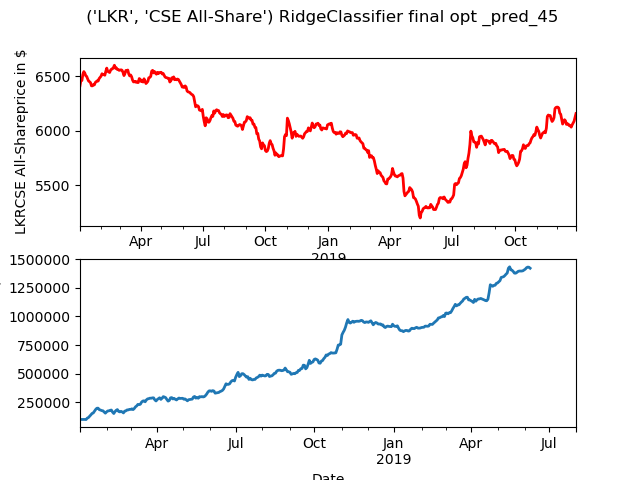 ('LKR', 'CSE All-Share') RidgeClassifier final opt _pred_45
LKRCSE All-Shareprice in $
6500
6000
5500
Apr Jul Oct Jan Apr Jul Oct
2019
1500000
1250000
1000000
750000
500000
250000
Apr Jul Oct Jan Apr Jul
2019
Date